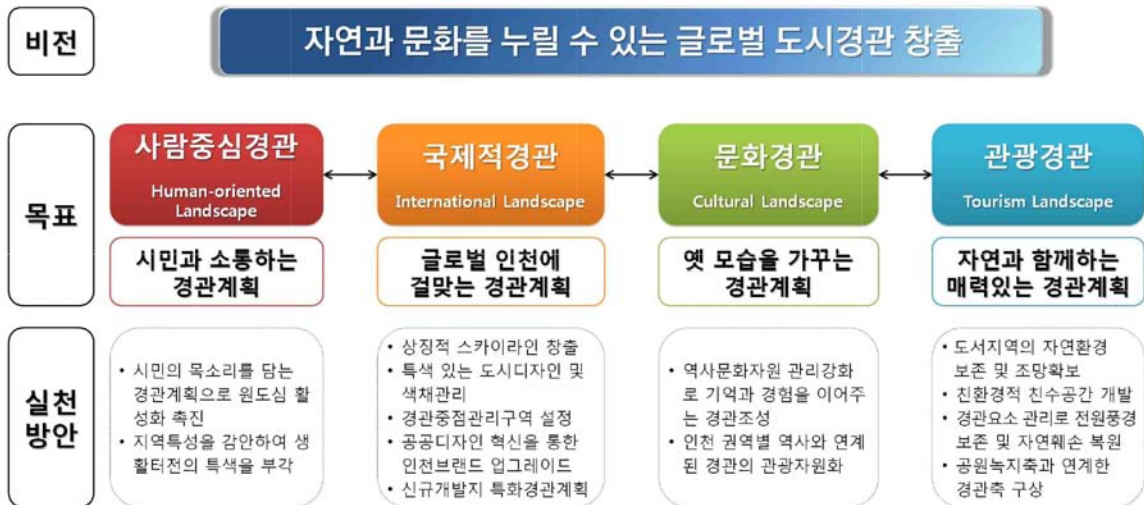 비전
자연과 문화를 누릴 수 있는 글로벌 도시경관 창출
목표
사람중심경관
Human-oriented
Landscape
국제적경관
International Landscape
문화경관
Cultural Landscape
관광경관
Tourism Landscape
시민과 소통하는
경관계획
글로벌 인천에
걸맞는 경관계획
옛 모습을 가꾸는
경관계획
자연과 함께하는
매력있는 경관계획
실천
방안
• 시민의 목소리를 담는
경관계획으로 원도심 활
성화 촉진
• 지역특성을 감안하여 생
활터전의 특색을 부각
• 상징적 스카이라인 창출
• 특색 있는 도시디자인 및
색채관리
• 경관중점관리구역 설정
• 공공디자인 혁신을 통한
인천브랜드 업그레이드
• 신규개발지 특화경관계획
• 역사문화자원 관리강화
로 기억과 경험을 이어주
는 경관조성
• 인천 권역별 역사와 연계
된 경관의 관광자원화
• 도서지역의 자연환경
보존 및 조망확보
• 친환경적 친수공간 개발
• 경관요소 관리로 전원풍경
보존 및 자연훼손 복원
• 공원녹지축과 연계한
경관축 구상